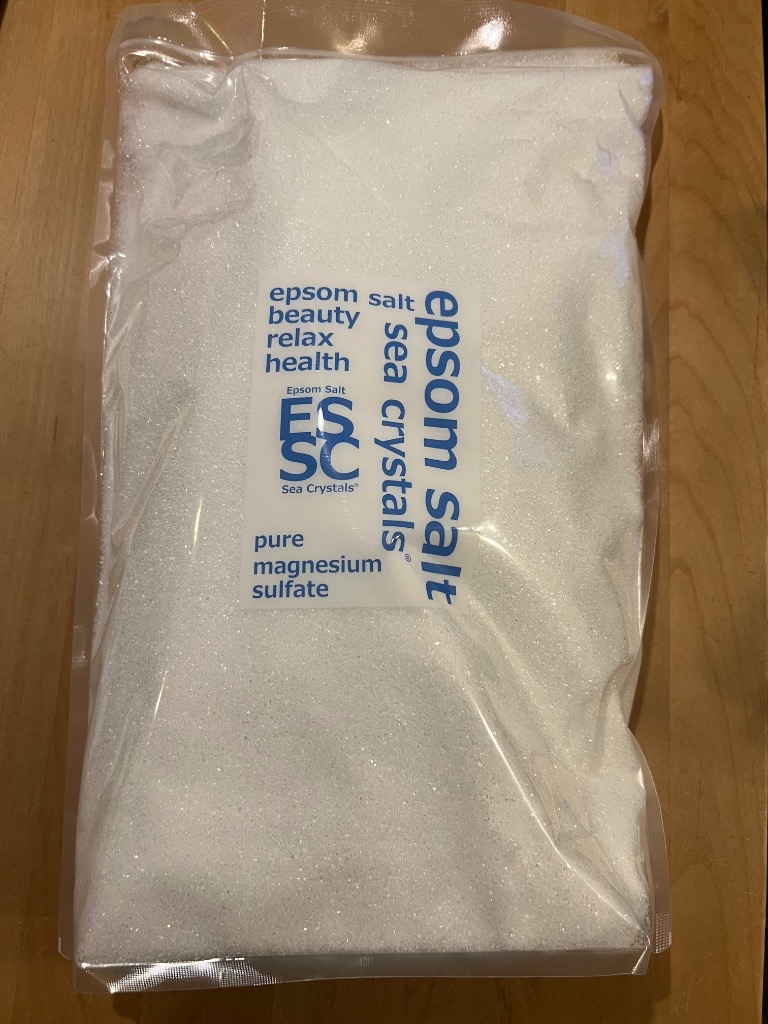 epsom salt
beauty
relax
health
Epsom Salt
ES
SC
Sea Crystals®
pure
magnesium
sulfate
sea crystals®
epsom salt